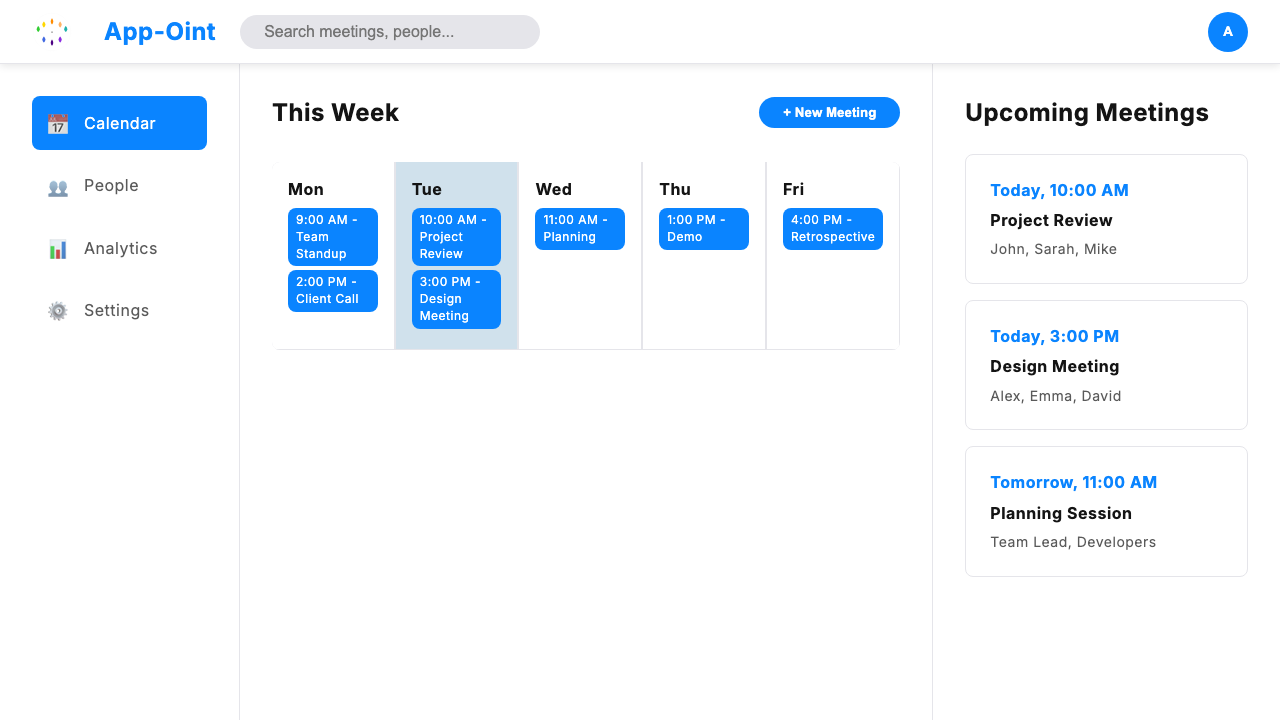 App-Oint
Search meetings, people...
A
17
Calendar
People
Analytics
Settings
This Week
+ New Meeting
Mon
9:00 AM -
Team
Standup
2:00 PM -
Client Call
Tue
10:00 AM -
Project
Review
3:00 PM -
Design
Meeting
Wed
11:00 AM -
Planning
Thu
1:00 PM -
Demo
Fri
4:00 PM -
Retrospective
Upcoming Meetings
Today, 10:00 AM
Project Review
John, Sarah, Mike
Today, 3:00 PM
Design Meeting
Alex, Emma, David
Tomorrow, 11:00 AM
Planning Session
Team Lead, Developers